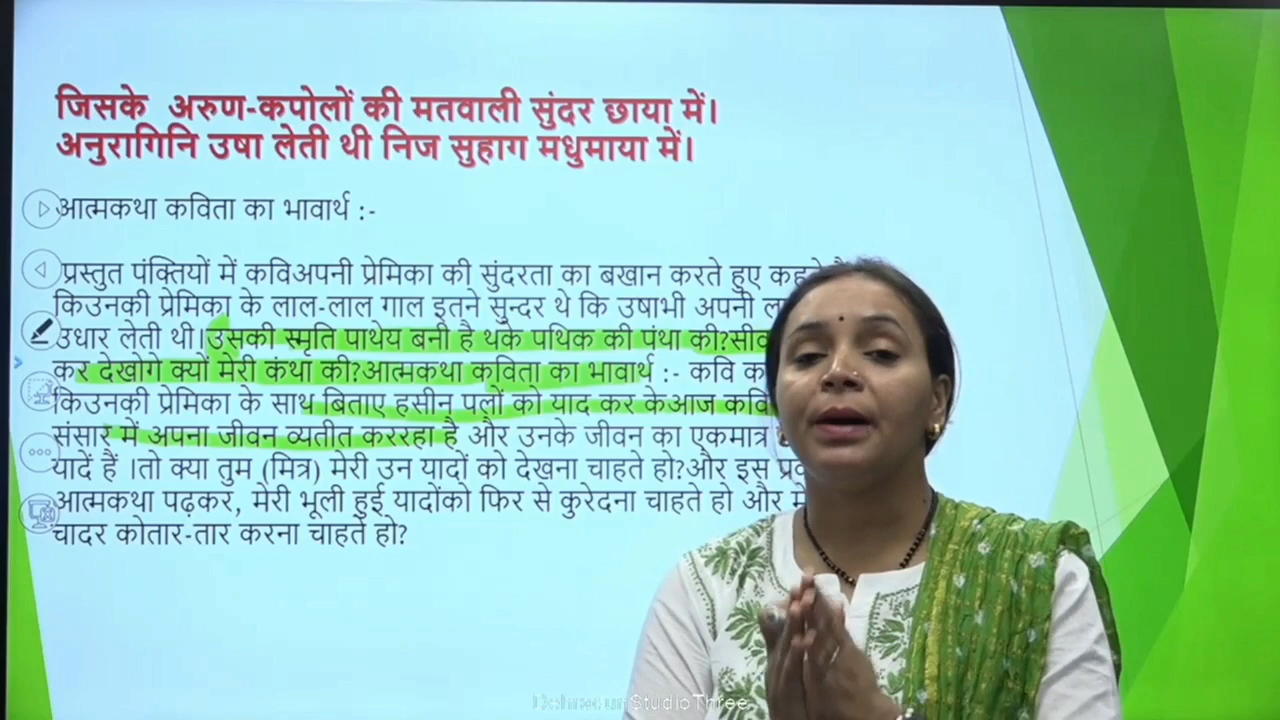 जिसके अरुण-कपोलों की मतवाली सुंदर छाया में।
अनुरागिनि उषा लेती थी निज सुहाग मधुमाया में।
आत्मकथा कविता का भावार्थ :-
प्रस्तुत पंक्तियों में कविअपनी प्रेमिका की सुंदरता का बखान करते हुए कहते
किउनकी प्रेमिका के लाल-लाल गाल इतने सुन्दर थे कि उषाभी अपनी
उधार लेती थी।उसकी स्मृति पाथेय बनी है थके पथिक की पंथा की?
कर देखोगे क्यों मेरी कंथा की?आत्मकथा कविता का भावार्थ :- कवि
किउनकी प्रेमिका के साथ बिताए हसीन पलों को याद कर केआज कवि
संसार में अपना जीवन व्यतीत कररहा है और उनके जीवन का एकमात्र
यादें हैं ।तो क्या तुम (मित्र) मेरी उन यादों को देखना चाहते हो?और इस
आत्मकथा पढ़कर, मेरी भूली हुई यादोंको फिर से कुरेदना चाहते हो और
चादर कोतार-तार करना चाहते हो?